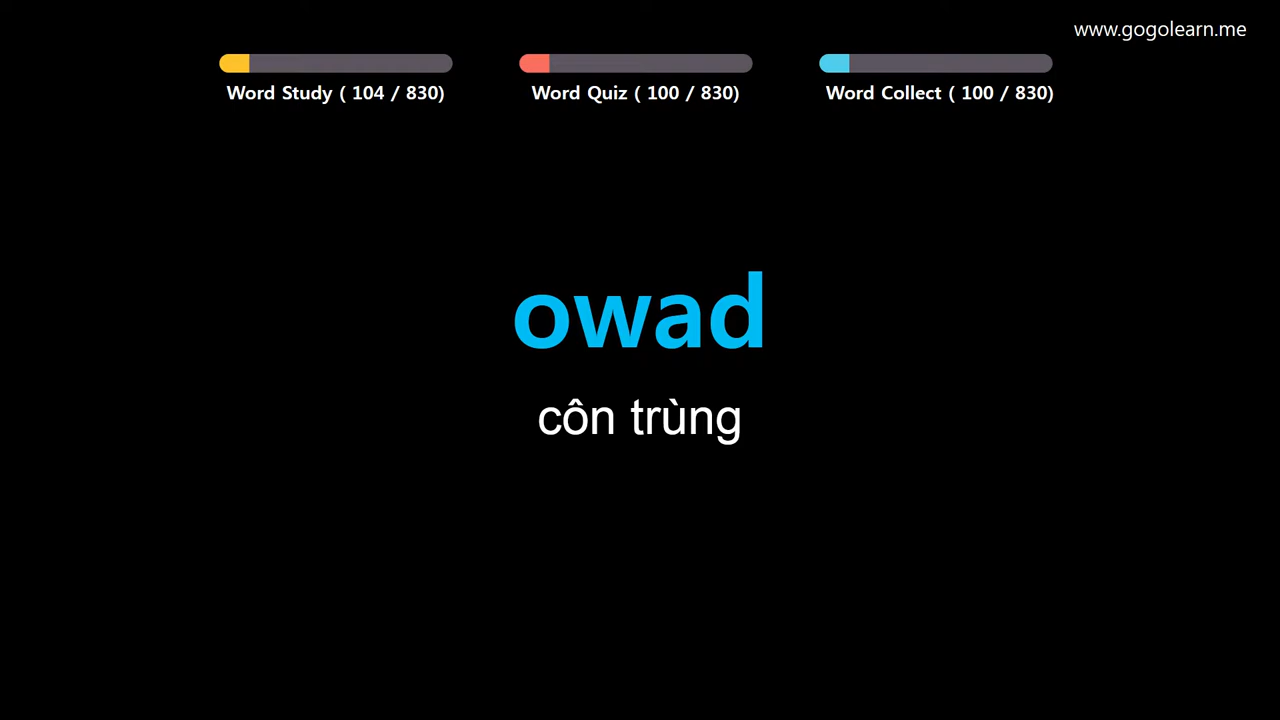 www.gogolearn.me
Word Study ( 104 / 830)
Word Quiz ( 100 / 830)
Word Collect ( 100 / 830)
owad
côn trùng